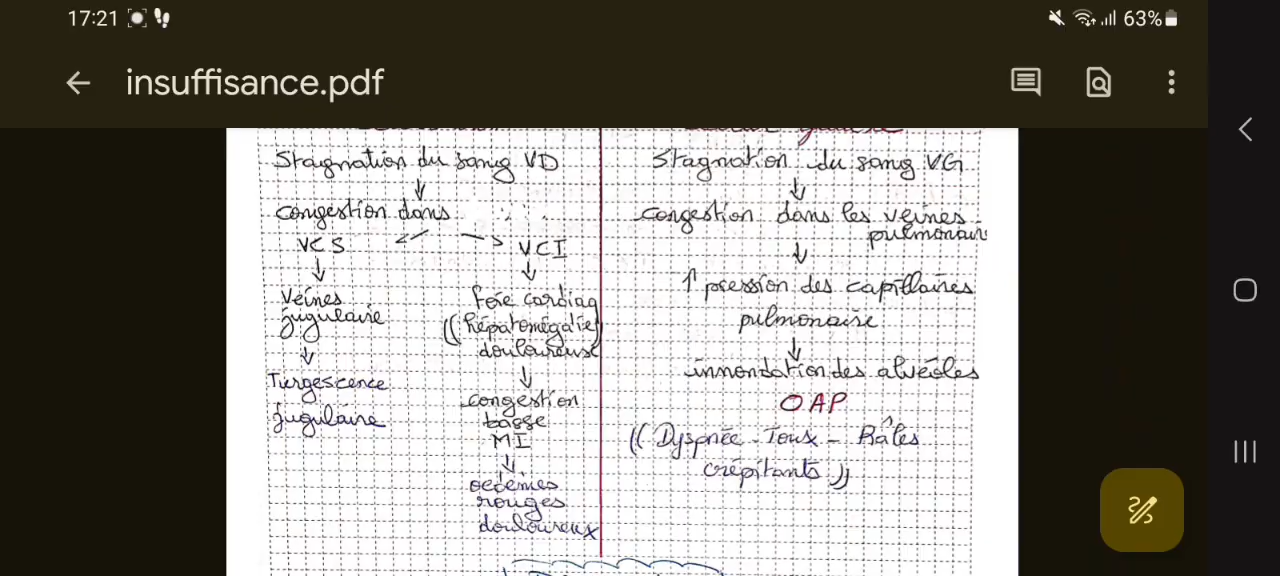 17:21
63%
insuffisance.pdf
Stagnation du sang VD
↓
congestion dans
VCS ↙ ↘ VCI
↓ ↓
Veines
jugulaire
↓
Turgescence
jugulaire
foie cardiaq
((hépatomégalie
douloureuse
↓
congestion
basse
MI
↓
oedèmes
rouges
douloureux
Stagnation du sang VG
↓
congestion dans les veines
pulmonair
↓
↑ pression des capillaires
pulmonaire
↓
innondation des alvéoles
OAP
((Dyspnée - Toux - Râles
crépitants))